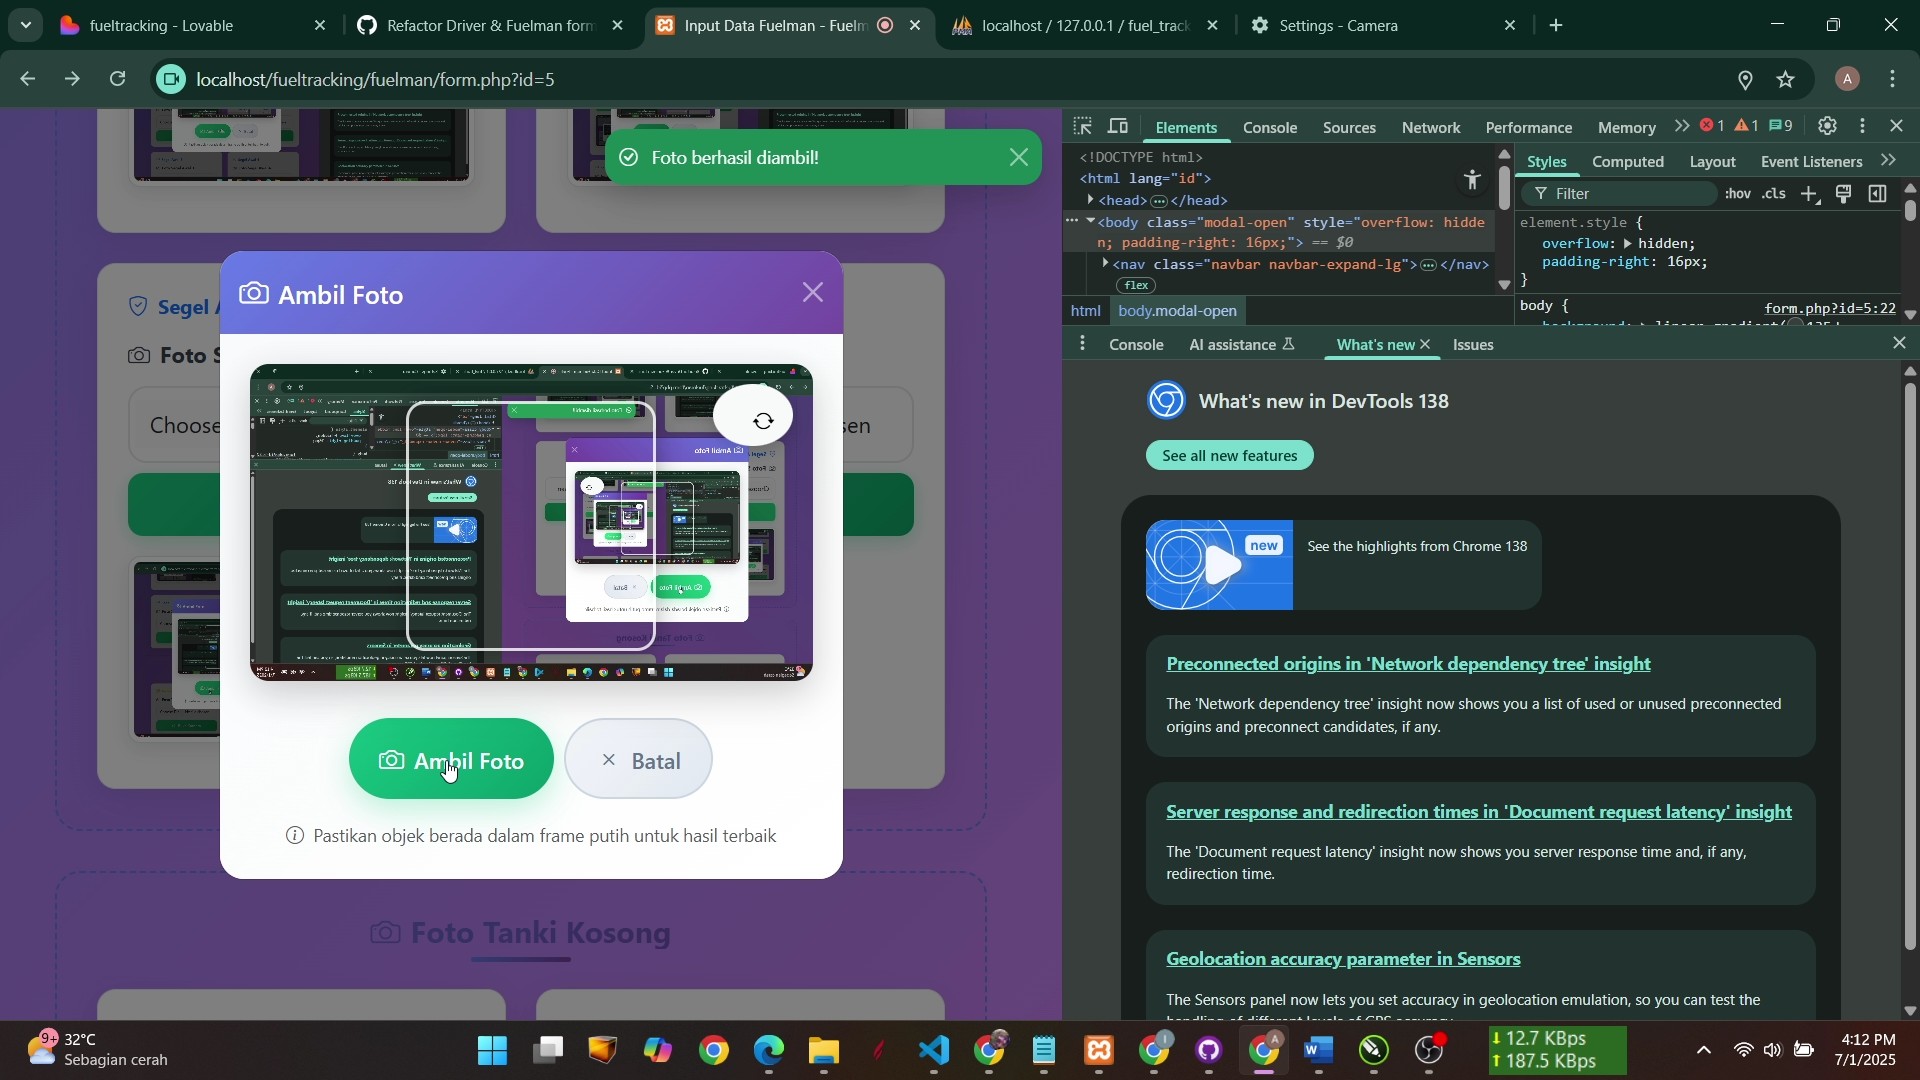 fueltracking - Lovable
Refactor Driver & Fuelman form
Input Data Fuelman - Fuelm
localhost / 127.0.0.1 / fuel_track
Settings - Camera
localhost/fueltracking/fuelman/form.php?id=5
A
Foto berhasil diambil!
Ambil Foto
Segel
Foto S
Choose
sen
Ambil Foto
Batal
Pastikan objek berada dalam frame putih untuk hasil terbaik
Foto Tanki Kosong
Elements
Console
Sources
Network
Performance
Memory
1
1
9
<!DOCTYPE html>
<html lang="id">
<head> </head>
<body class="modal-open" style="overflow: hidde
n; padding-right: 16px;"> == $0
<nav class="navbar navbar-expand-lg"> </nav>
flex
html
body.modal-open
Styles
Computed
Layout
Event Listeners
Filter
:hov
.cls
element.style {
overflow: hidden;
padding-right: 16px;
}
body {
form.php?id=5:22
Console
AI assistance
What's new
Issues
What's new in DevTools 138
See all new features
new
See the highlights from Chrome 138
Preconnected origins in 'Network dependency tree' insight
The 'Network dependency tree' insight now shows you a list of used or unused preconnected
origins and preconnect candidates, if any.
Server response and redirection times in 'Document request latency' insight
The 'Document request latency' insight now shows you server response time and, if any,
redirection time.
Geolocation accuracy parameter in Sensors
The Sensors panel now lets you set accuracy in geolocation emulation, so you can test the
9+
32°C
Sebagian cerah
12.7 KBps
187.5 KBps
4:12 PM
7/1/2025